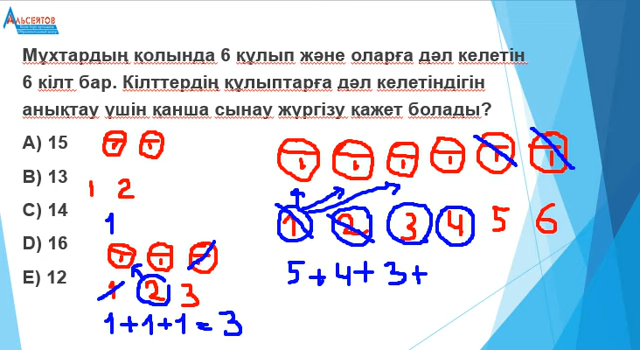 АЛЬСЕИТОВ
Мұхтардың қолында 6 құлып және оларға дәл келетін
6 кілт бар. Кілттердің құлыптарға дәл келетіндігін
анықтау үшін қанша сынау жүргізу қажет болады?
A) 15
B) 13
C) 14
D) 16
E) 12
1 2
1
1 2 3
1+1+1=3
1 2 3 4 5 6
5+4+3+